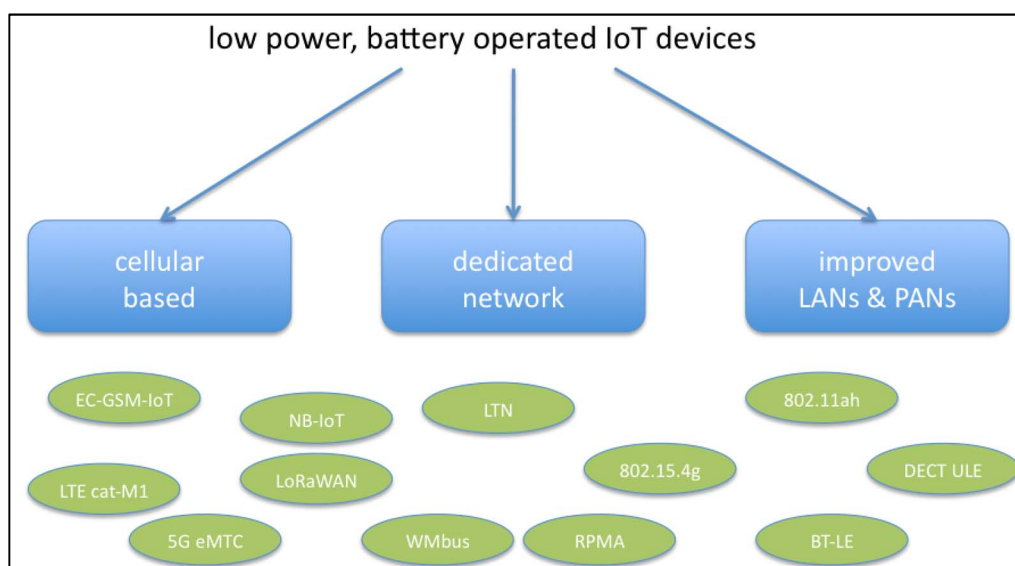 low power, battery operated IoT devices
cellular
based
dedicated
network
improved
LANs & PANs
EC-GSM-IoT
NB-IoT
LTN
802.11ah
LTE cat-M1
LoRaWAN
802.15.4g
DECT ULE
5G eMTC
WMbus
RPMA
BT-LE